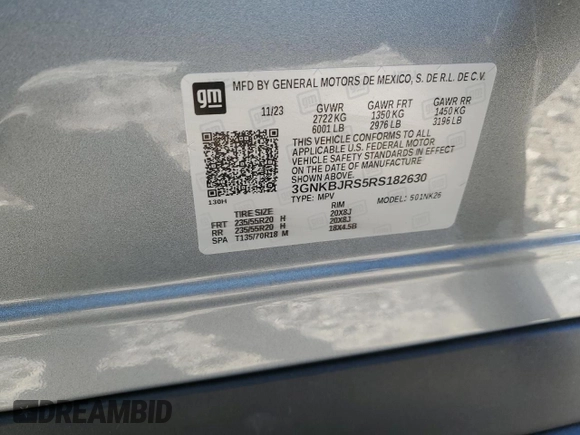 gm
MFD BY GENERAL MOTORS DE MEXICO, S. DE R.L. DE C.V.
11/23 GVWR GAWR FRT GAWR RR
2722 KG 1350 KG 1450 KG
6001 LB 2976 LB 3196 LB
THIS VEHICLE CONFORMS TO ALL
APPLICABLE U.S. FEDERAL MOTOR
VEHICLE SAFETY STANDARDS IN EFFECT
ON THE DATE OF MANUFACTURE
3GNKBJRS5RS182630
130H
TYPE: MPV MODEL: 501NK26
TIRE SIZE RIM
FRT 235/55R20 H 20X8J
RR 235/55R20 H 20X8J
SPA T135/70R18 M 18X4.5B
DREAMBID